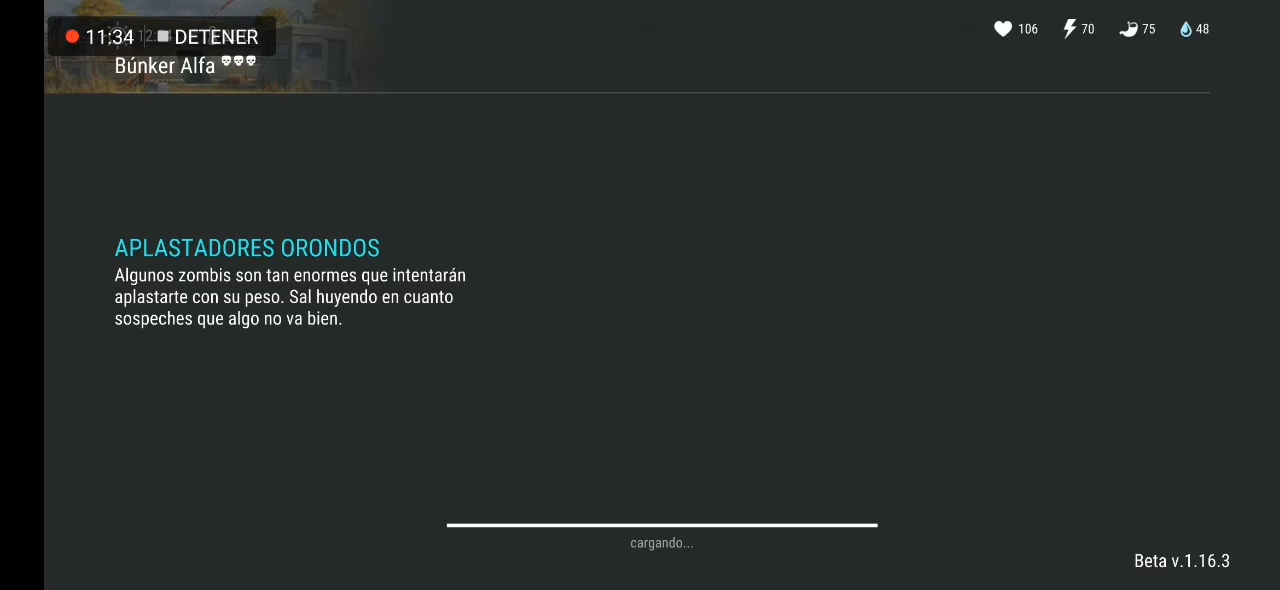 11:34 DETENER
Búnker Alfa
106 70 75 48
APLASTADORES ORONDOS
Algunos zombis son tan enormes que intentarán
aplastarte con su peso. Sal huyendo en cuanto
sospeches que algo no va bien.
cargando...
Beta v.1.16.3